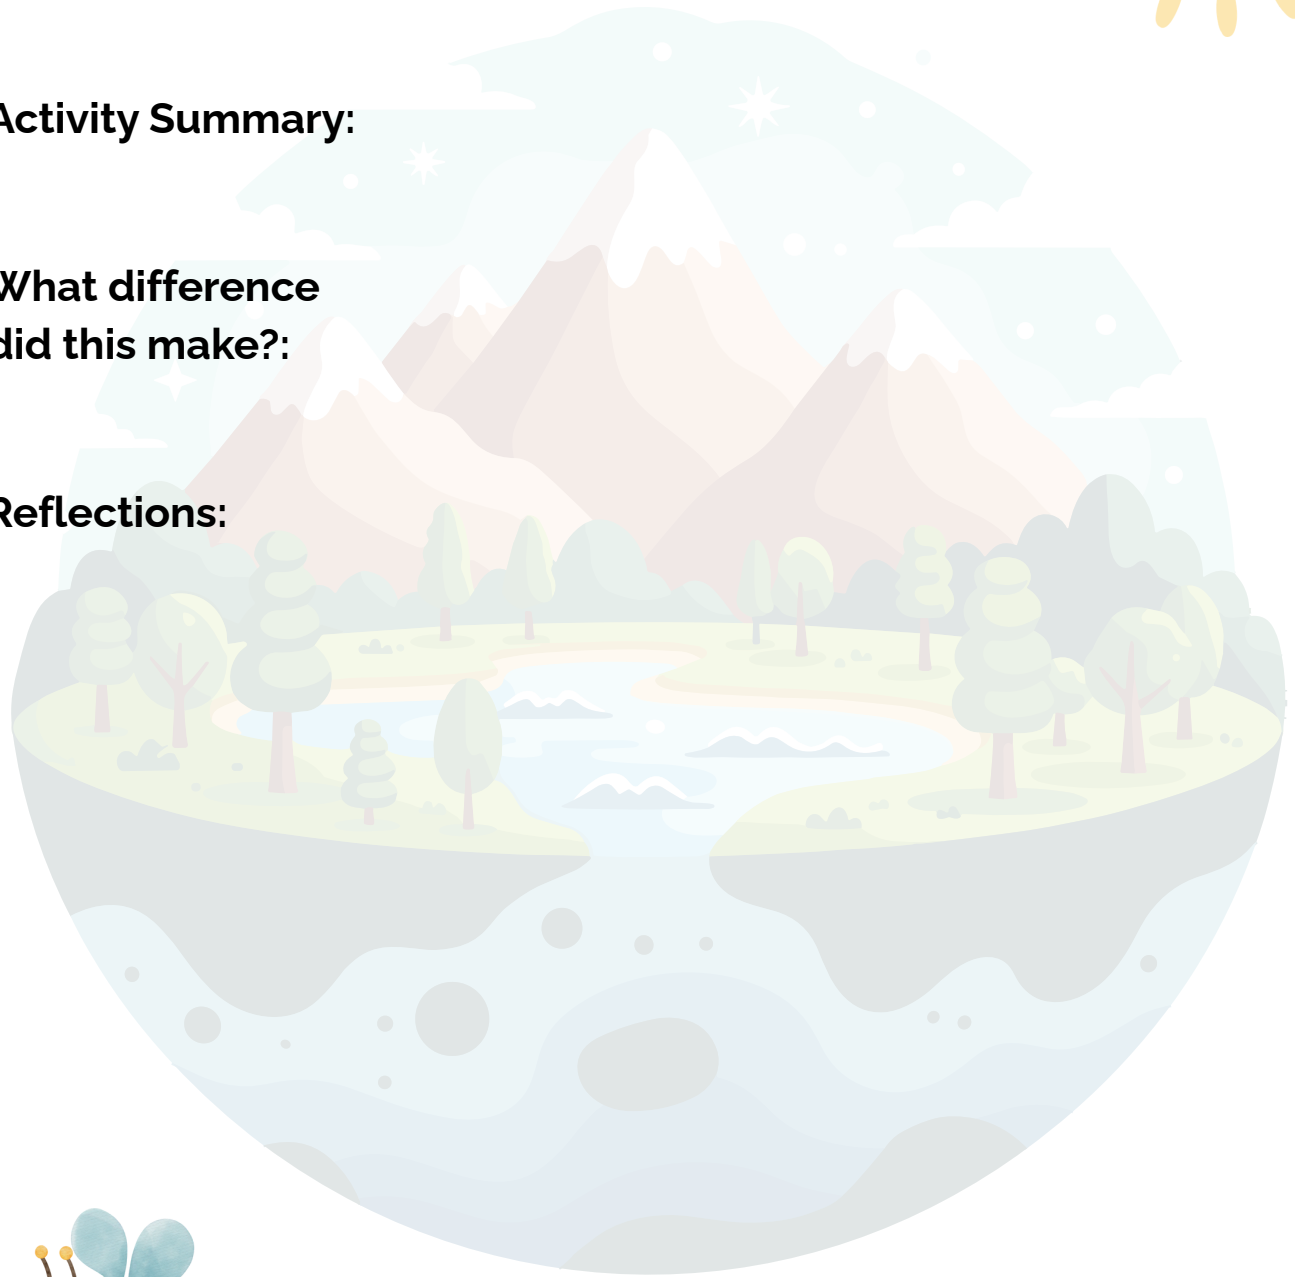 Activity Summary:
What difference
did this make?:
Reflections: